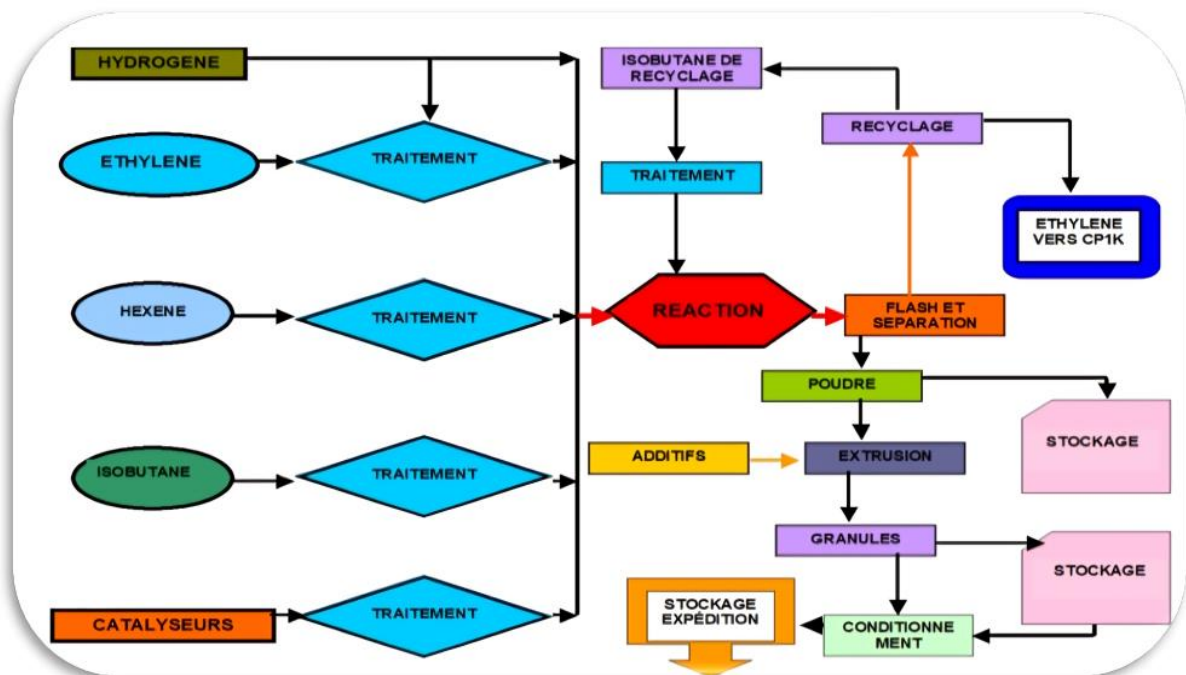 HYDROGENE
ETHYLENE
TRAITEMENT
HEXENE
TRAITEMENT
ISOBUTANE
TRAITEMENT
CATALYSEURS
TRAITEMENT
ISOBUTANE DE
RECYCLAGE
RECYCLAGE
TRAITEMENT
ETHYLENE
VERS CP1K
REACTION
FLASH ET
SEPARATION
POUDRE
STOCKAGE
ADDITIFS
EXTRUSION
GRANULES
STOCKAGE
STOCKAGE
EXPÉDITION
CONDITIONNE
MENT